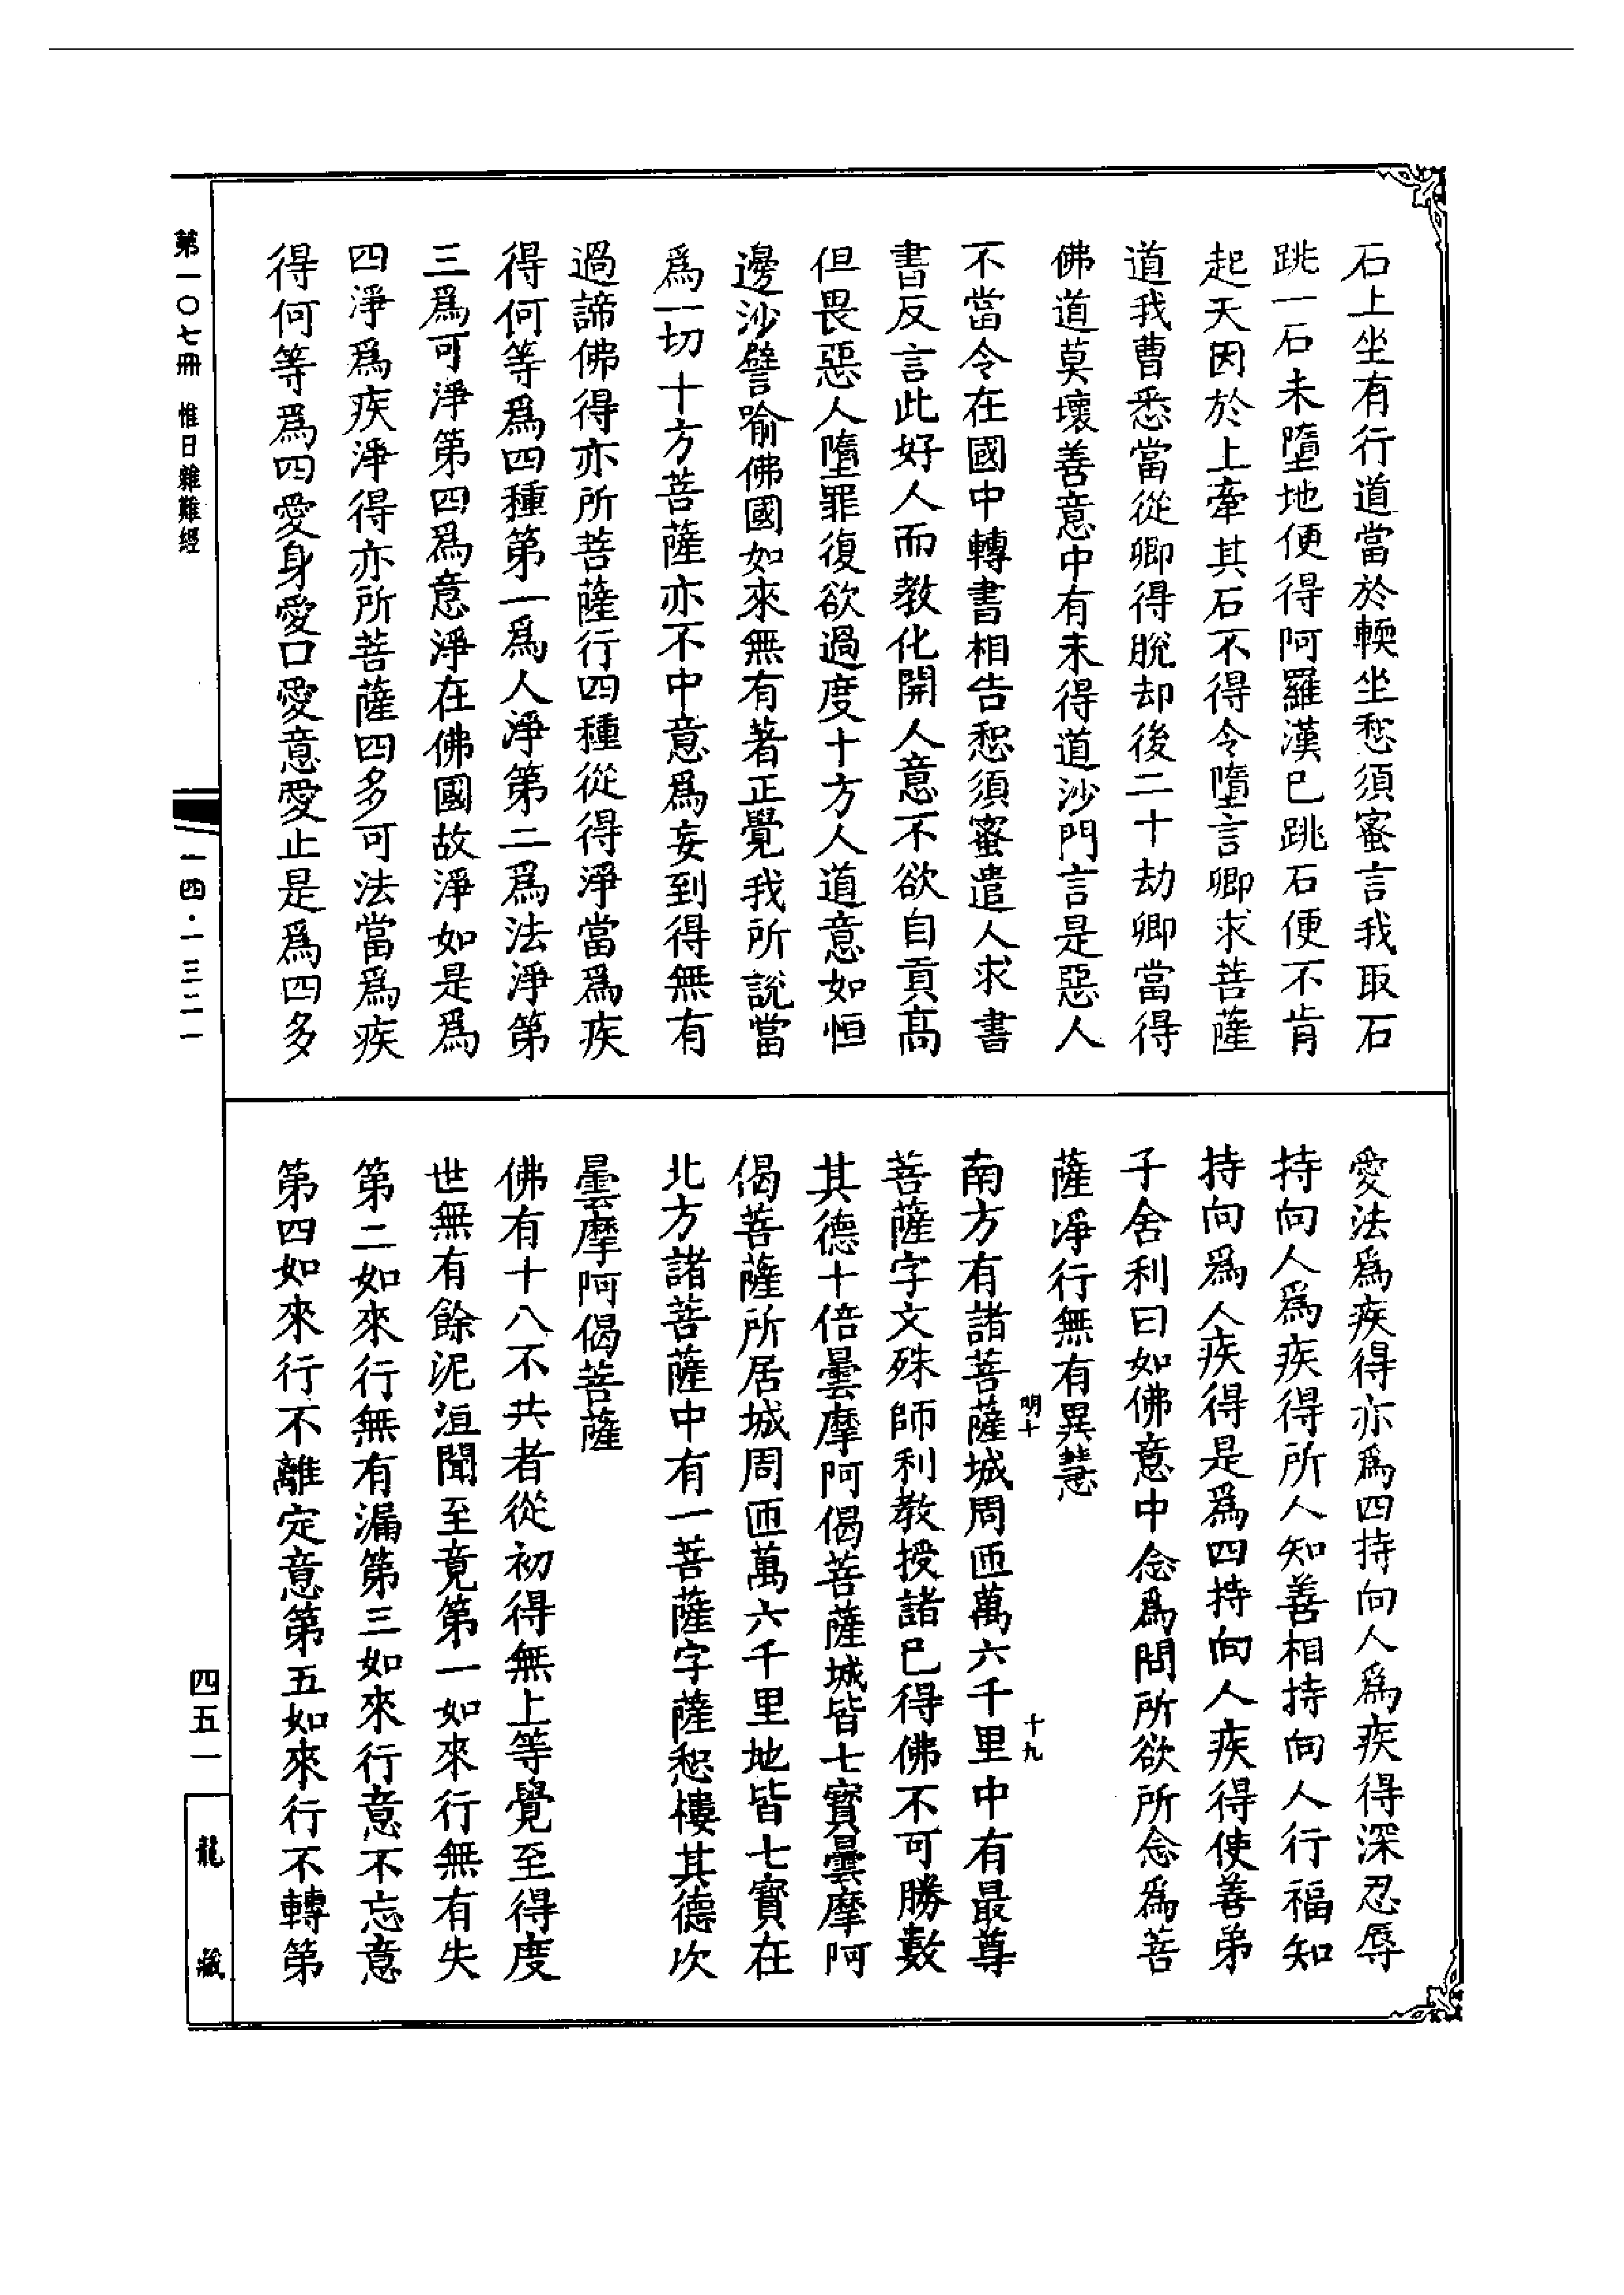 石上坐有行道當於輭坐惒須蜜言我取石
跳一石未墮地便得阿羅漢已跳石便不肯
起天因於上牽其石不得令墮言卿求菩薩
道我曹悉當從卿得脫却後二十劫卿當得
佛道莫壞善意中有未得道沙門言是惡人
不當令在國中轉書相告惒須蜜遣人求書
書反言此好人而教化開人意不欲自貢高
但畏惡人墮罪復欲過度十方人道意如恒
邊沙譬喻佛國如來無有著正覺我所說當
爲一切十方菩薩亦不中意爲妄到得無有
過諦佛得亦所菩薩行四種從得淨當爲疾
得何等爲四種第一爲人淨第二爲法淨第
三爲可淨第四爲意淨在佛國故淨如是爲
四淨爲疾淨得亦所菩薩四多可法當爲疾
得何等爲四愛身愛口愛意愛止是爲四多
愛法爲疾得亦爲四持向人爲疾得深忍辱
持向人爲疾得所人知善相持向人行福知
持向爲人疾得是爲四持向人疾得使善弟
子舍利曰如佛意中念爲問所欲所念爲菩
薩淨行無有異慧
明十
十九
南方有諸菩薩城周匝萬六千里中有最尊
菩薩字文殊師利教授諸已得佛不可勝數
其德十倍曇摩阿偈菩薩城皆七寶曇摩阿
偈菩薩所居城周匝萬六千里地皆七寶在
北方諸菩薩中有一菩薩字薩惒樓其德次
曇摩阿偈菩薩
佛有十八不共者從初得無上等覺至得度
世無有餘泥洹聞至竟第一如來行無有失
第二如來行無有漏第三如來行意不忘意
第四如來行不離定意第五如來行不轉第
第一〇七冊 惟日雜難經
一四·一三二一
四五一
龍藏